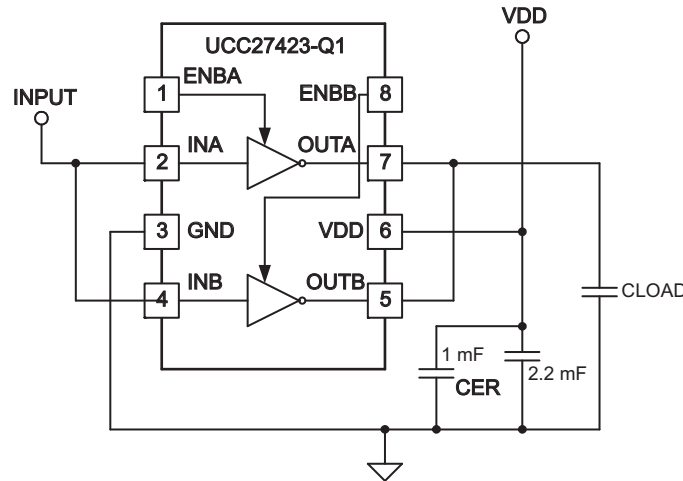 VDD
UCC27423-Q1
INPUT
1 ENBA ENBB 8
2 INA OUTA 7
3 GND VDD 6
4 INB OUTB 5
CLOAD
1 mF
CER
2.2 mF